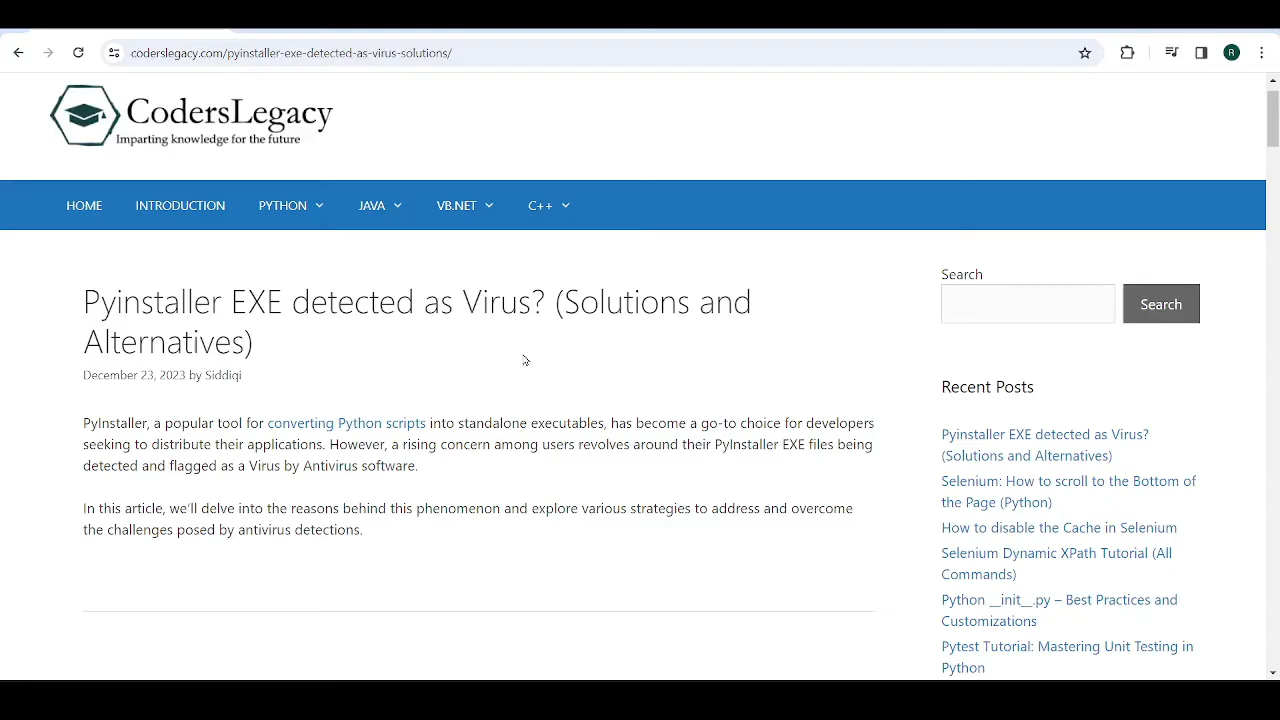 coderslegacy.com/pyinstaller-exe-detected-as-virus-solutions/
R
CodersLegacy
Imparting knowledge for the future
HOME INTRODUCTION PYTHON JAVA VB.NET C++
Pyinstaller EXE detected as Virus? (Solutions and
Alternatives)
December 23, 2023 by Siddiqi
PyInstaller, a popular tool for converting Python scripts into standalone executables, has become a go-to choice for developers
seeking to distribute their applications. However, a rising concern among users revolves around their PyInstaller EXE files being
detected and flagged as a Virus by Antivirus software.
In this article, we’ll delve into the reasons behind this phenomenon and explore various strategies to address and overcome
the challenges posed by antivirus detections.
Search
Search
Recent Posts
Pyinstaller EXE detected as Virus?
(Solutions and Alternatives)
Selenium: How to scroll to the Bottom of
the Page (Python)
How to disable the Cache in Selenium
Selenium Dynamic XPath Tutorial (All
Commands)
Python __init__.py – Best Practices and
Customizations
Pytest Tutorial: Mastering Unit Testing in
Python